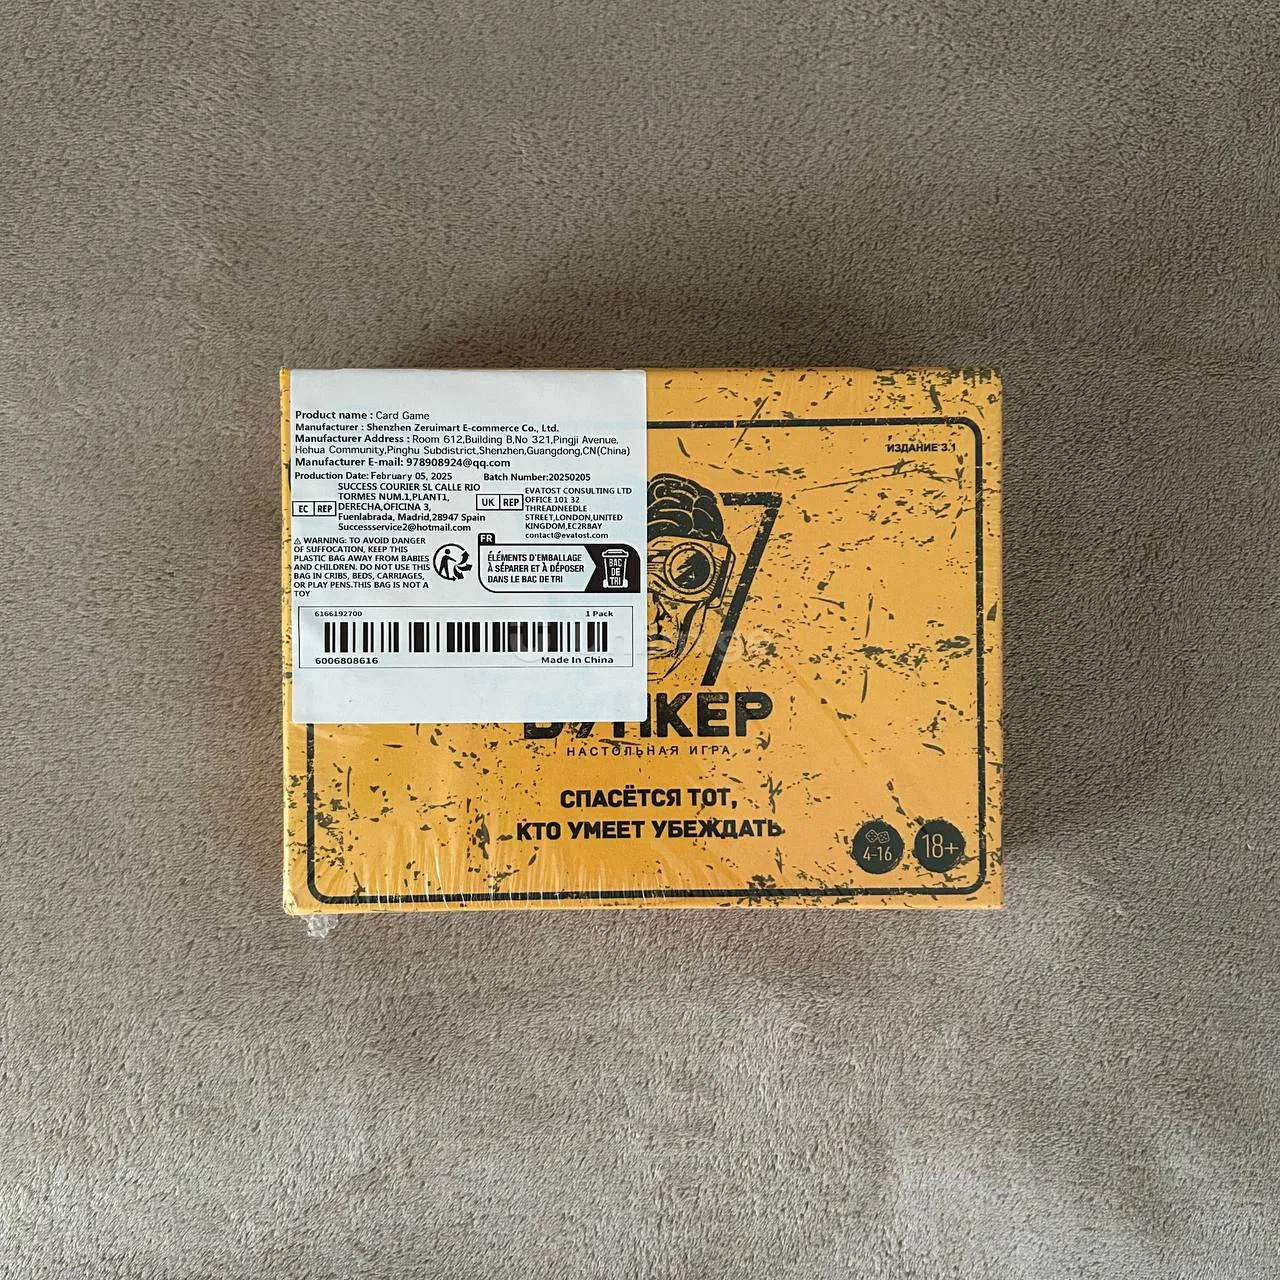 Product name : Card Game
Manufacturer : Shenzhen Zeruimart E-commerce Co., Ltd.
Manufacturer Address : Room 612,Building B,No 321,Pingji Avenue,
Hehua Community,Pinghu Subdistrict,Shenzhen,Guangdong,CN(China)
Manufacturer E-mail: 978908924@qq.com
Production Date: February 05, 2025 Batch Number:20250205
EC REP
SUCCESS COURIER SL CALLE RIO
TORMES NUM.1,PLANT1,
DERECHA,OFICINA 3,
Fuenlabrada, Madrid,28947 Spain
Successservice2@hotmail.com
UK REP
EVATOST CONSULTING LTD
OFFICE 101 32
THREADNEEDLE
STREET,LONDON,UNITED
KINGDOM,EC2R8AY
contact@evatost.com
⚠ WARNING: TO AVOID DANGER
OF SUFFOCATION, KEEP THIS
PLASTIC BAG AWAY FROM BABIES
AND CHILDREN. DO NOT USE THIS
BAG IN CRIBS, BEDS, CARRIAGES,
OR PLAY PENS.THIS BAG IS NOT A
TOY
FR
ÉLÉMENTS D'EMBALLAGE
À SÉPARER ET À DÉPOSER
DANS LE BAC DE TRI
BAC
DE
TRI
6166192700 1 Pack
6006808616 Made In China
ИЗДАНИЕ 3.1
БУНКЕР
НАСТОЛЬНАЯ ИГРА
СПАСЁТСЯ ТОТ,
КТО УМЕЕТ УБЕЖДАТЬ
4-16
18+